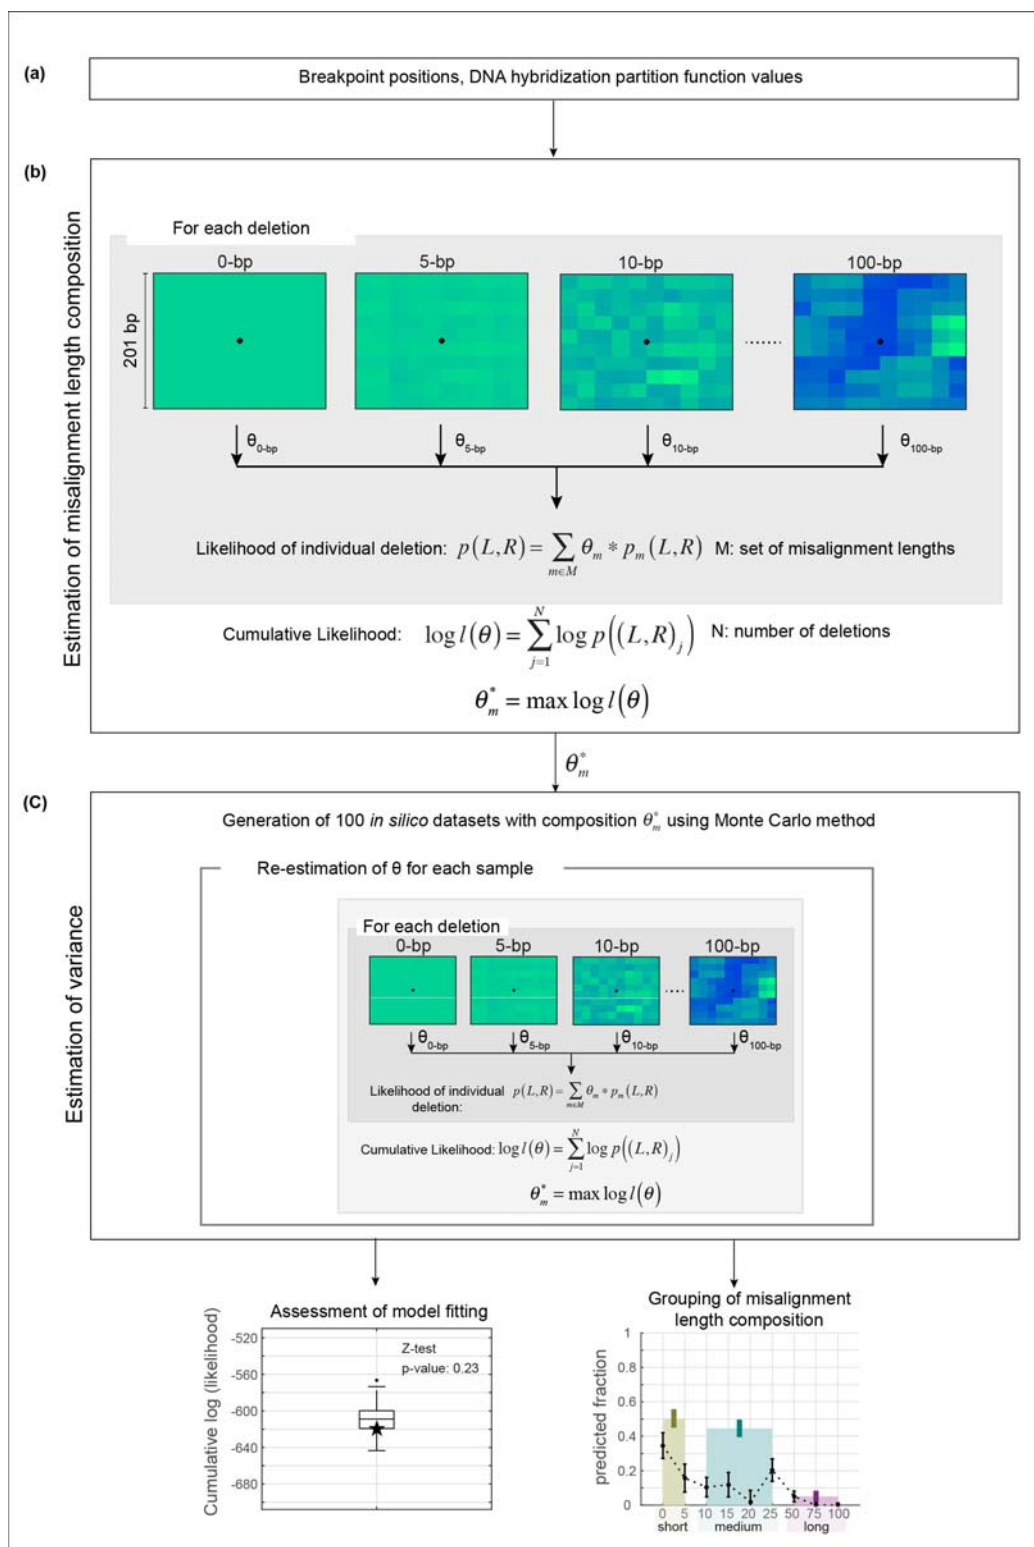 (a)
Breakpoint positions, DNA hybridization partition function values
(b)
Estimation of misalignment length composition
For each deletion
0-bp 5-bp 10-bp 100-bp
201 bp
θ0-bp θ5-bp θ10-bp θ100-bp
Likelihood of individual deletion: p(L,R) = ∑m∈M θm * pm(L,R) M: set of misalignment lengths
Cumulative Likelihood: log l(θ) = ∑j=1N log p((L,R)j) N: number of deletions
θm* = max log l(θ)
θm*
(C)
Estimation of variance
Generation of 100 in silico datasets with composition θm* using Monte Carlo method
Re-estimation of θ for each sample
For each deletion
0-bp 5-bp 10-bp 100-bp
θ0-bp θ5-bp θ10-bp θ100-bp
Likelihood of individual p(L,R) = ∑m∈M θm * pm(L,R)
deletion:
Cumulative Likelihood: log l(θ) = ∑j=1N log p((L,R)j)
θm* = max log l(θ)
Assessment of model fitting
Cumulative log (likelihood)
-520
-560
-600
-640
-680
Z-test
p-value: 0.23
Grouping of misalignment
length composition
predicted fraction
1
0.8
0.6
0.4
0.2
0
0 5 10 15 20 25 50 75 100
short medium long